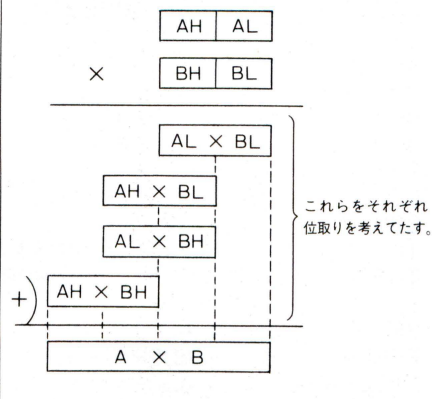 AH AL
× BH BL
AL × BL
AH × BL
AL × BH
+) AH × BH
A × B
これらをそれぞれ
位取りを考えてたす。